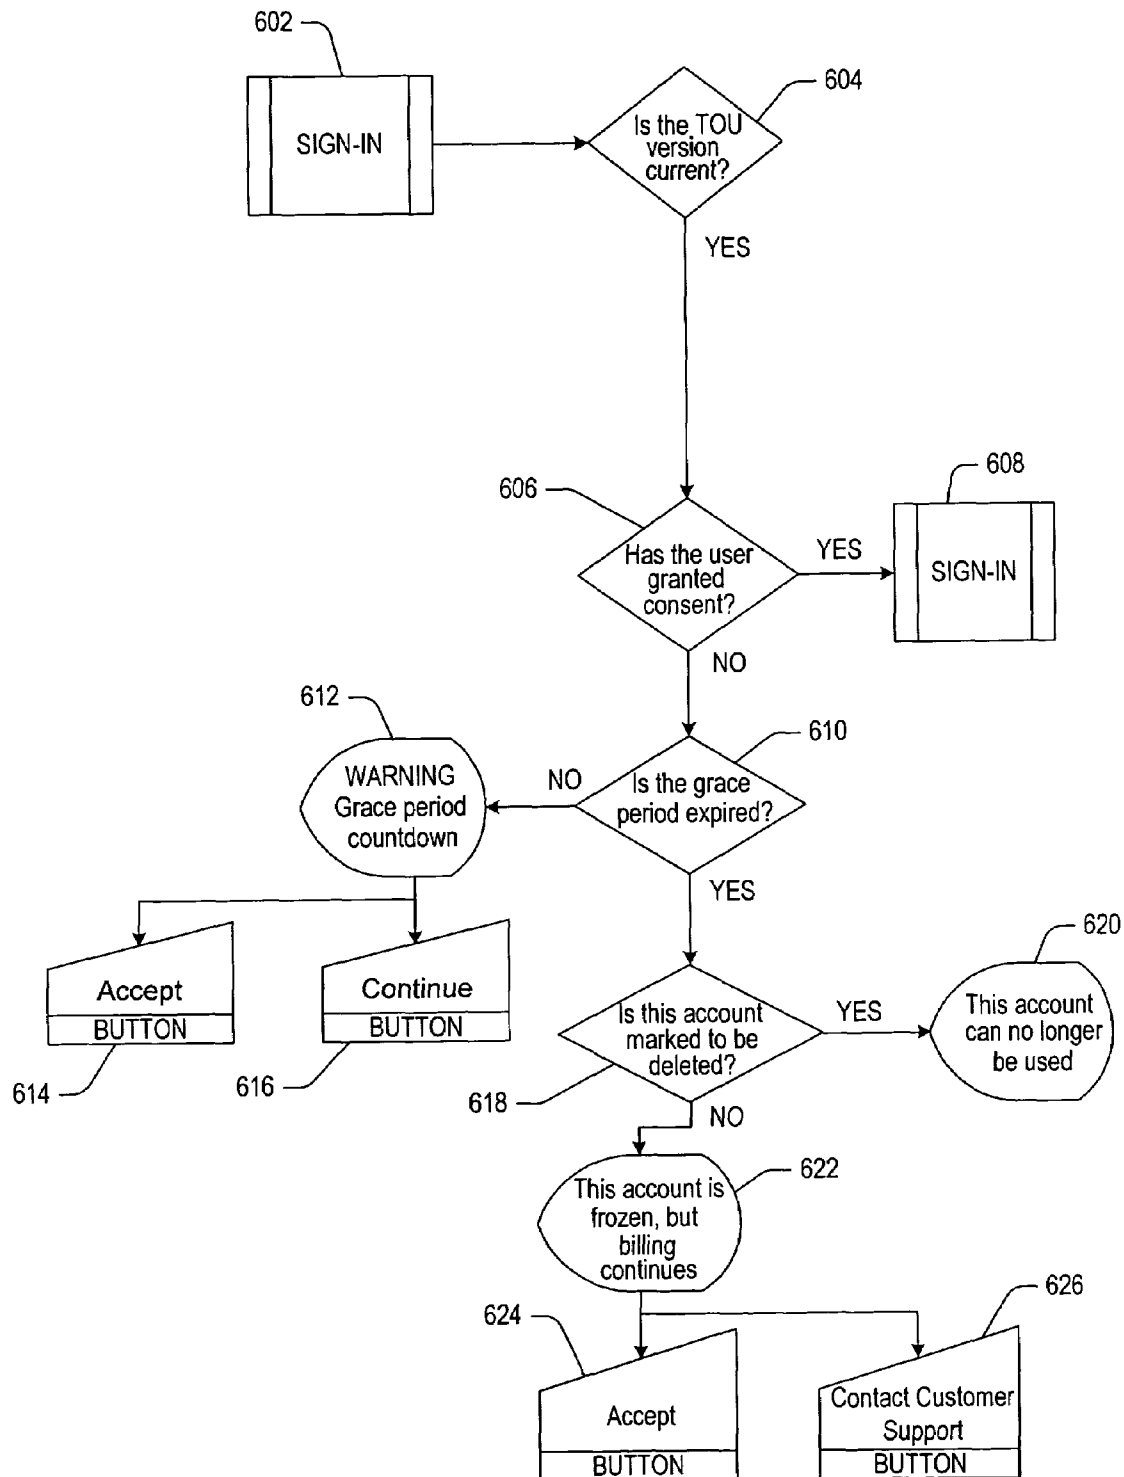 602
SIGN-IN
604
Is the TOU
version
current?
YES
606
Has the user
granted
consent?
YES
608
SIGN-IN
NO
610
Is the grace
period expired?
NO
612
WARNING
Grace period
countdown
Accept
BUTTON
614
Continue
BUTTON
616
YES
618
Is this account
marked to be
deleted?
YES
620
This account
can no longer
be used
NO
622
This account is
frozen, but
billing
continues
624
Accept
BUTTON
626
Contact Customer
Support
BUTTON